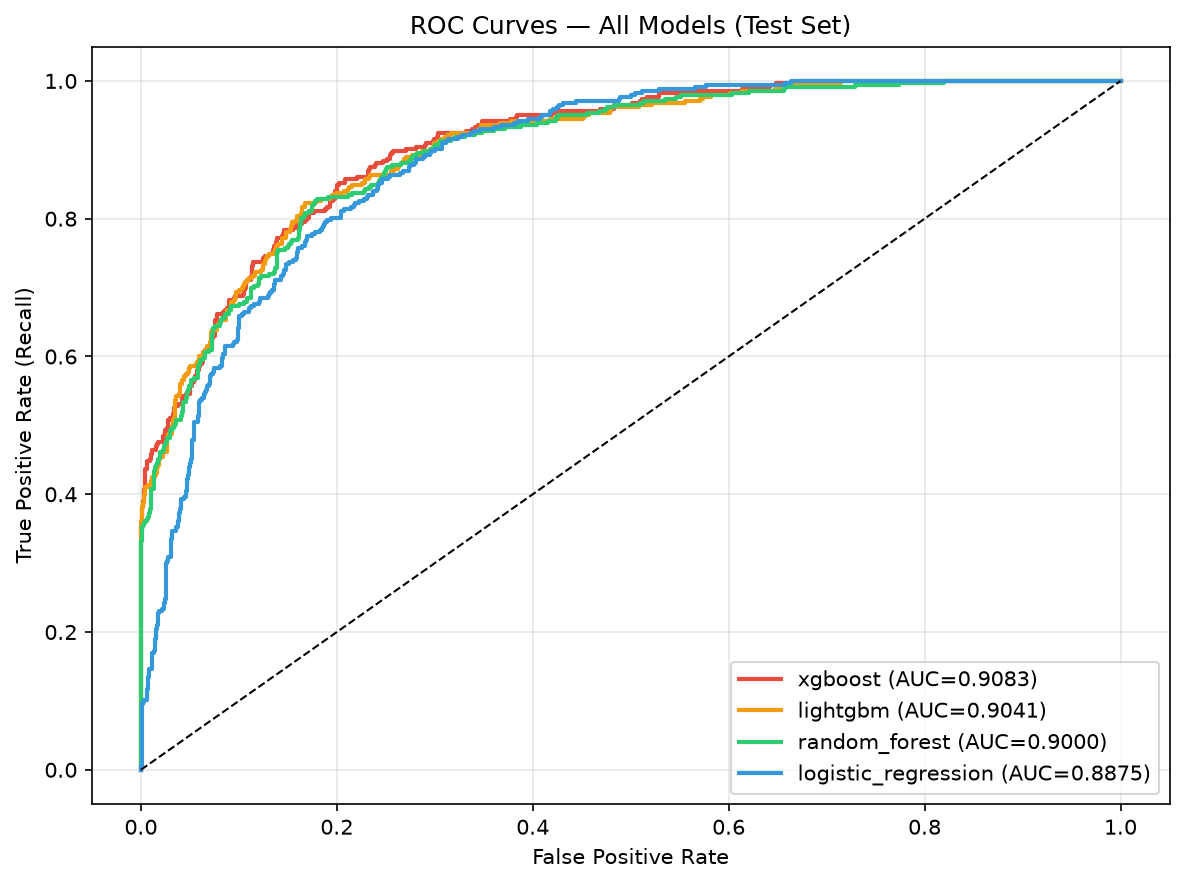 ROC Curves — All Models (Test Set)
True Positive Rate (Recall)
1.0
0.8
0.6
0.4
0.2
0.0
xgboost (AUC=0.9083)
lightgbm (AUC=0.9041)
random_forest (AUC=0.9000)
logistic_regression (AUC=0.8875)
0.0 0.2 0.4 0.6 0.8 1.0
False Positive Rate